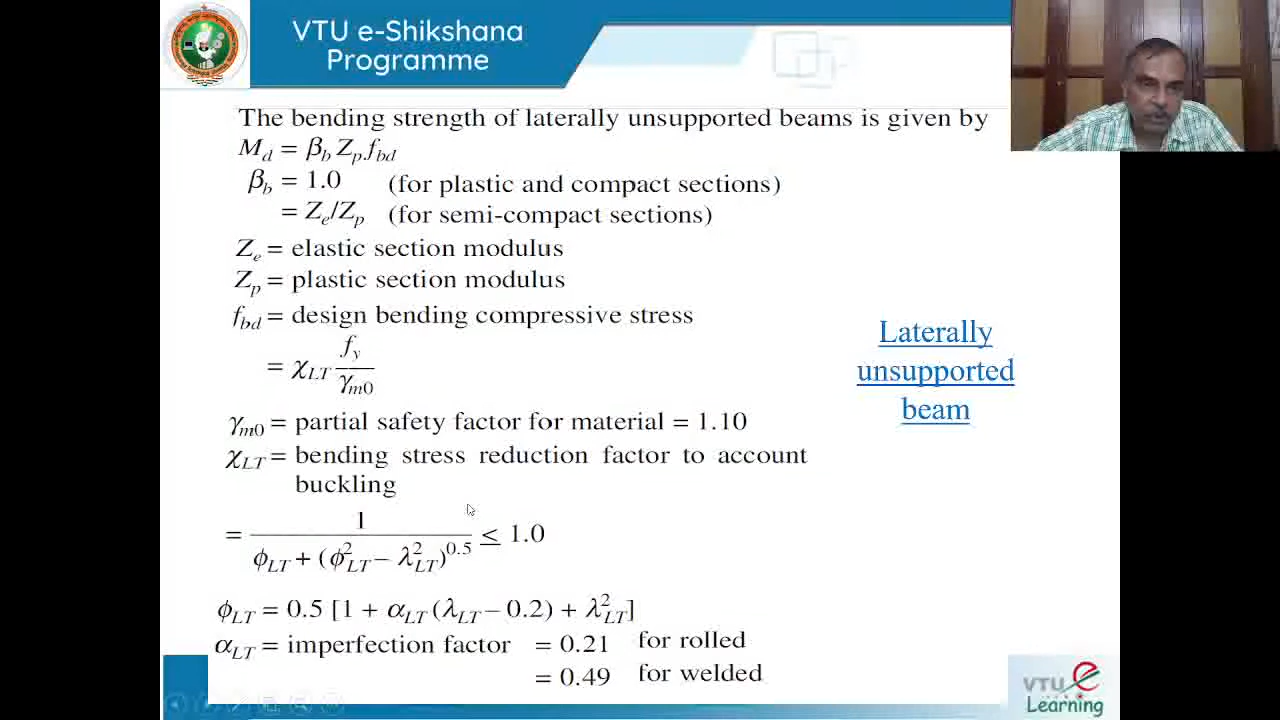 VTU e-Shikshana
Programme
The bending strength of laterally unsupported beams is given by
M_d = β_b Z_p f_bd
β_b = 1.0 (for plastic and compact sections)
= Z_e/Z_p (for semi-compact sections)
Z_e = elastic section modulus
Z_p = plastic section modulus
f_bd = design bending compressive stress
= χ_LT f_y / γ_m0
γ_m0 = partial safety factor for material = 1.10
χ_LT = bending stress reduction factor to account
buckling
= 1 / (ϕ_LT + (ϕ²_LT – λ²_LT)^0.5) ≤ 1.0
ϕ_LT = 0.5 [1 + α_LT (λ_LT – 0.2) + λ²_LT]
α_LT = imperfection factor = 0.21 for rolled
= 0.49 for welded
Laterally
unsupported
beam
VTU e
Learning